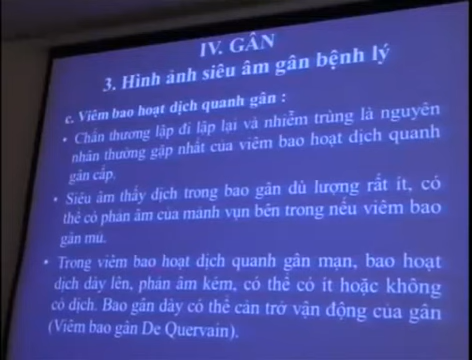 IV. GÂN
3. Hình ảnh siêu âm gân bệnh lý
c. Viêm bao hoạt dịch quanh gân :
• Chấn thương lập đi lập lại và nhiễm trùng là nguyên
nhân thường gặp nhất của viêm bao hoạt dịch quanh
gân cấp.
• Siêu âm thấy dịch trong bao gân dù lượng rất ít, có
thể có phản âm của mảnh vụn bên trong nếu viêm bao
gân mủ.
• Trong viêm bao hoạt dịch quanh gân mạn, bao hoạt
dịch dày lên, phản âm kém, có thể có ít hoặc không
có dịch. Bao gân dày có thể cản trở vận động của gân
(Viêm bao gân De Quervain).